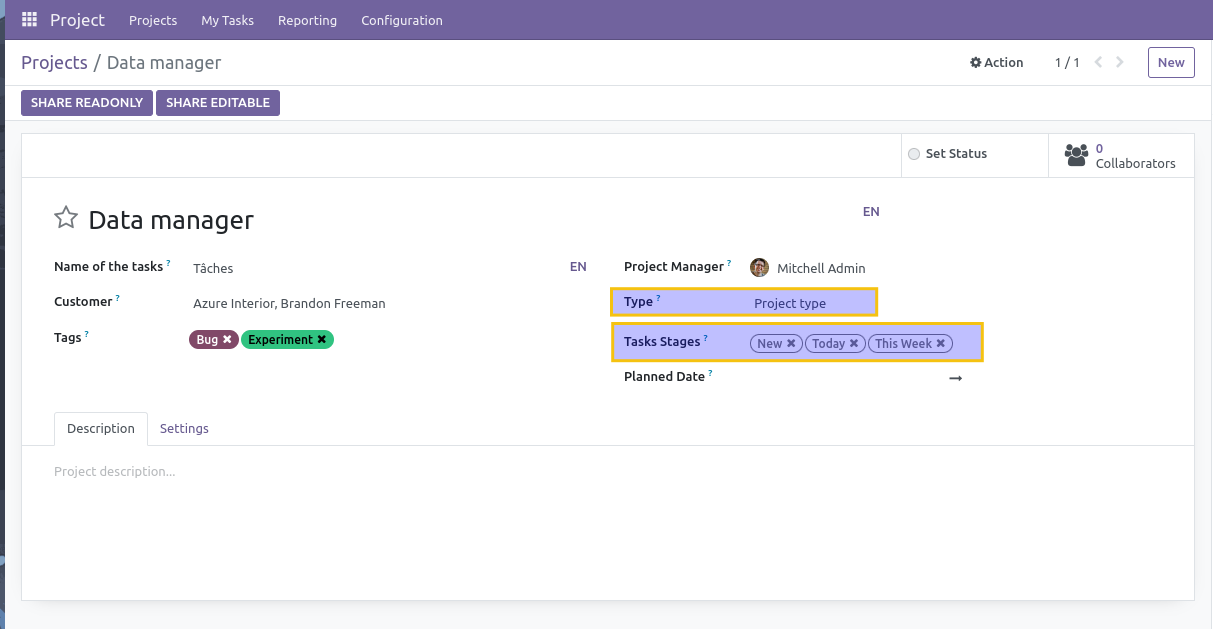 Project Projects My Tasks Reporting Configuration
Projects / Data manager Action 1 / 1 New
SHARE READONLY SHARE EDITABLE
Set Status 0 Collaborators
Data manager EN
Name of the tasks ? Tâches EN
Customer ? Azure Interior, Brandon Freeman
Tags ? Bug ✖ Experiment ✖
Project Manager ? Mitchell Admin
Type ? Project type
Tasks Stages ? New ✖ Today ✖ This Week ✖
Planned Date ? →
Description Settings
Project description...